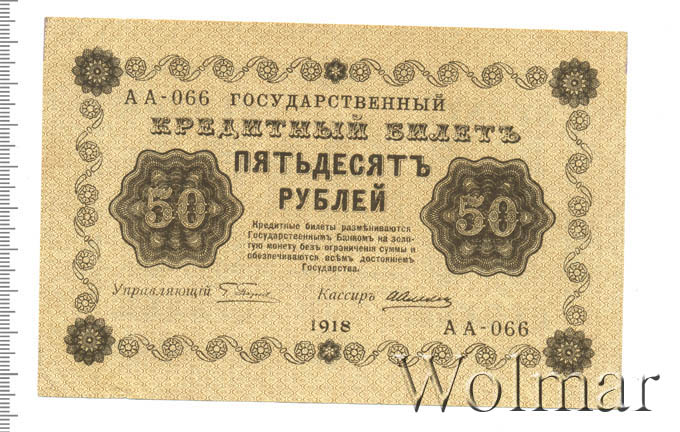 АА-066 ГОСУДАРСТВЕННЫЙ
КРЕДИТНЫЙ БИЛЕТЪ
ПЯТЬДЕСЯТЪ
РУБЛЕЙ
50
50
Кредитные билеты размѣниваются
Государственнымъ Банкомъ на золо-
тую монету безъ ограниченія суммы и
обезпечиваются всѣмъ достояніемъ
Государства.
Управляющій
Кассиръ
1918
АА-066
Wolmar